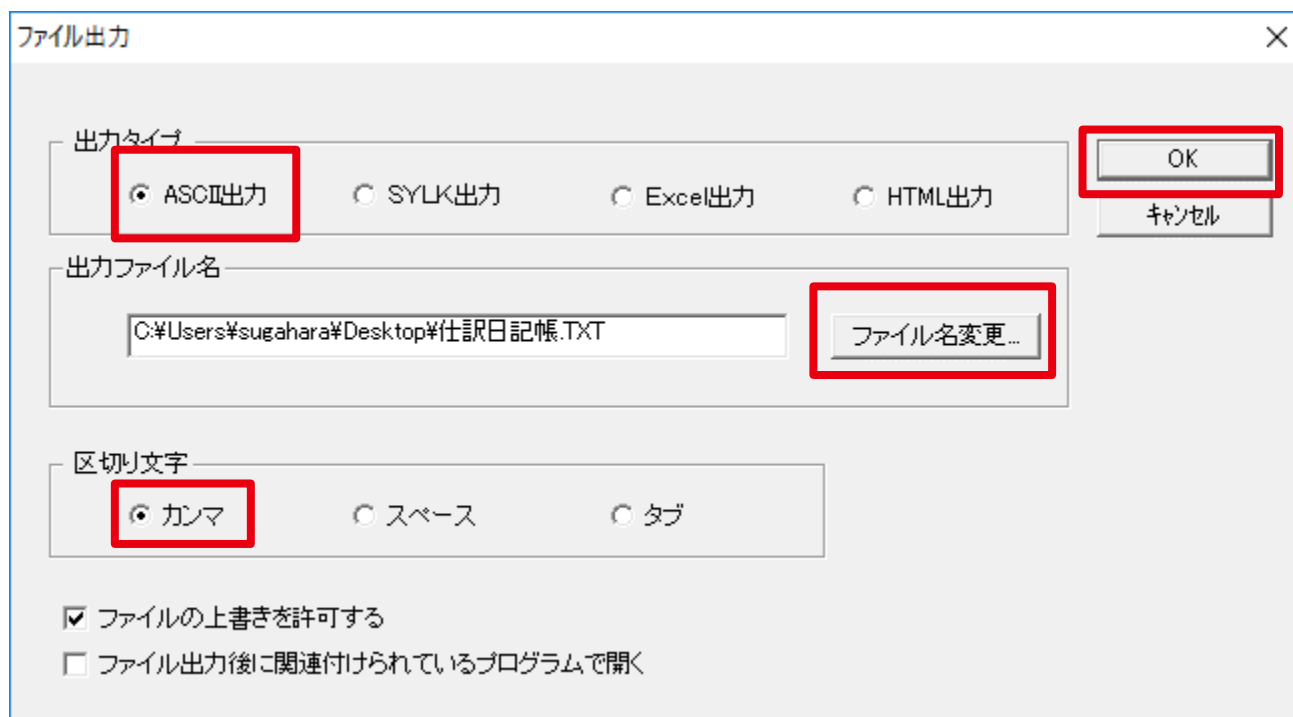 ファイル出力
出力タイプ
OK
ASCII出力 SYLK出力 Excel出力 HTML出力
キャンセル
出力ファイル名
C:¥Users¥sugahara¥Desktop¥仕訳日記帳.TXT ファイル名変更...
区切り文字
カンマ スペース タブ
ファイルの上書きを許可する
ファイル出力後に関連付けられているプログラムで開く